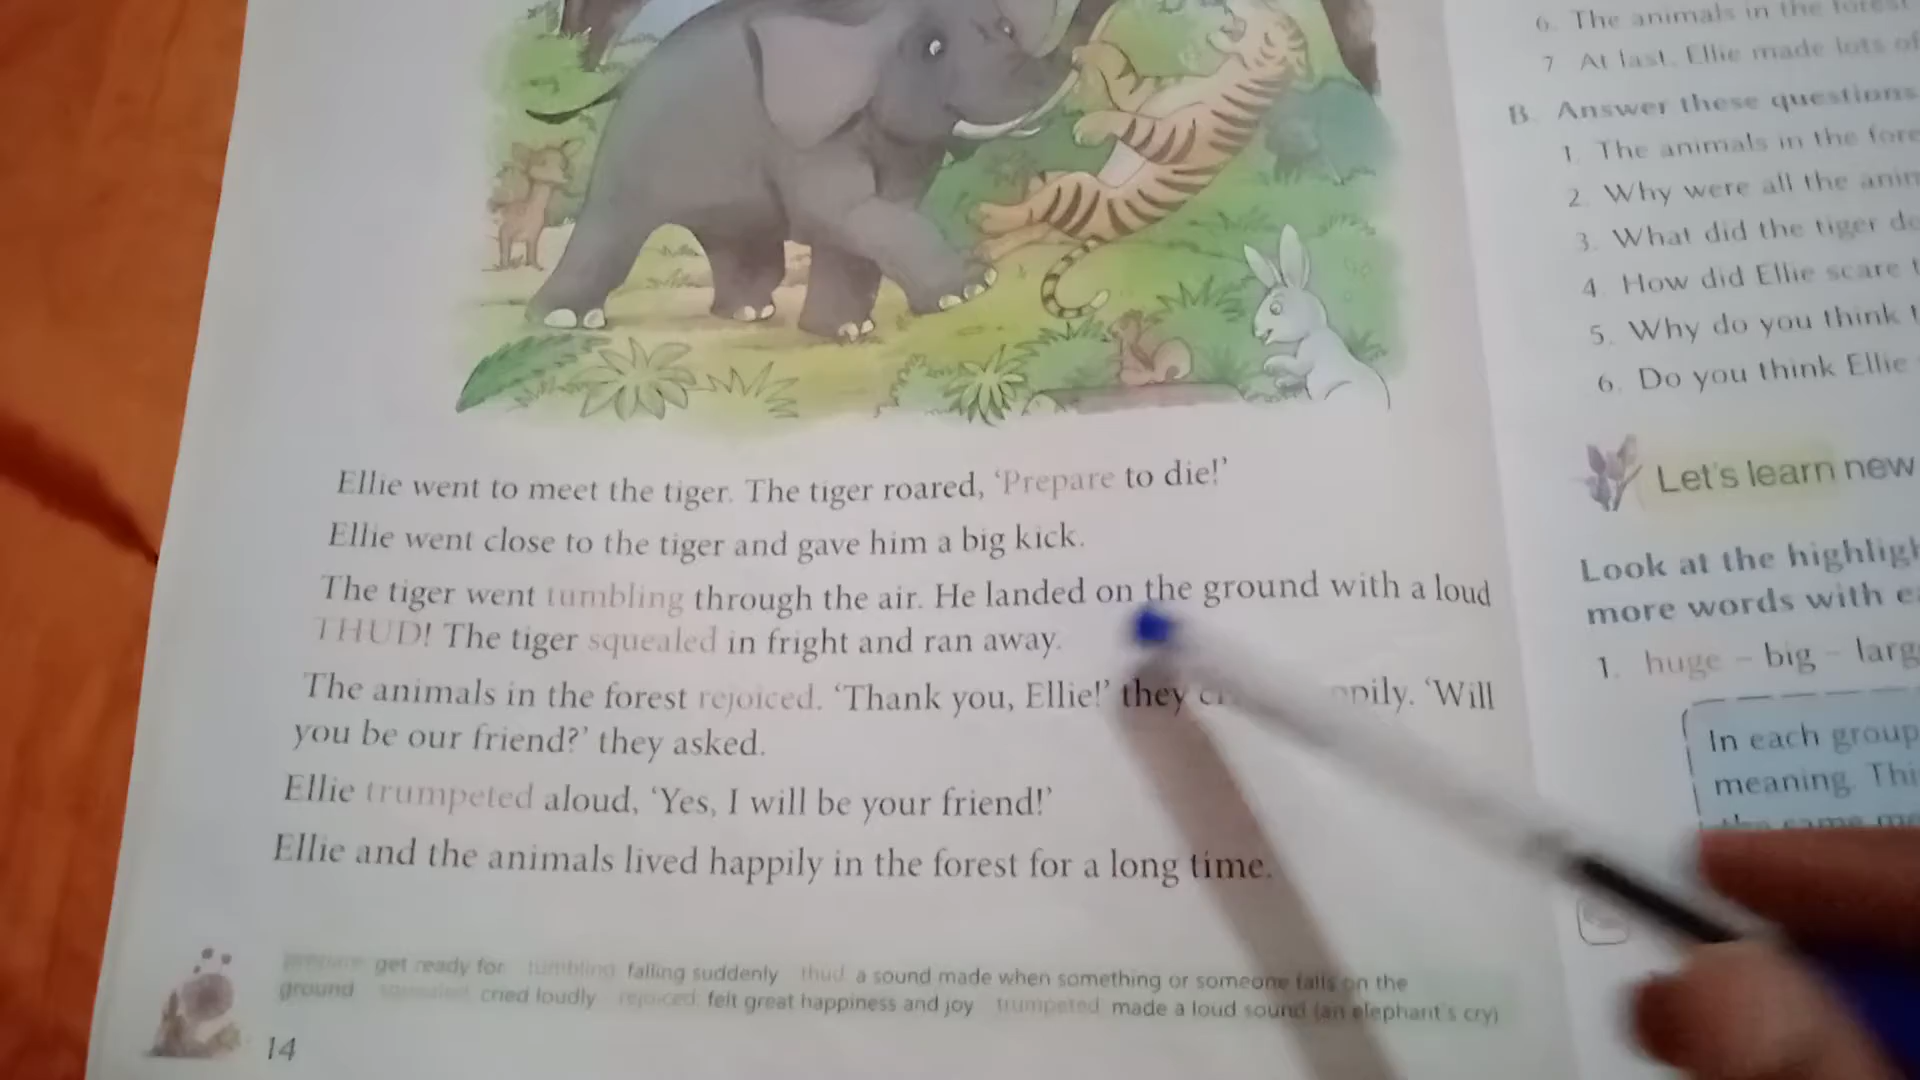 Ellie went to meet the tiger. The tiger roared, ‘Prepare to die!’
Ellie went close to the tiger and gave him a big kick.
The tiger went tumbling through the air. He landed on the ground with a loud
THUD! The tiger squealed in fright and ran away.
The animals in the forest rejoiced. ‘Thank you, Ellie!’ they ‘Will
you be our friend?’ they asked.
Ellie trumpeted aloud, ‘Yes, I will be your friend!’
Ellie and the animals lived happily in the forest for a long time.
prepare get ready for tumbling falling suddenly thud a sound made when something or someone falls on the
ground squealed cried loudly rejoiced felt great happiness and joy trumpeted made a loud sound (an elephant's cry)
14
6. The animals in the forest
7 At last, Ellie made lots of
B. Answer these questions.
1. The animals in the
2. Why were all the
3. What did the tiger
4. How did Ellie scare
5. Why do you think
6. Do you think Ellie
Let's learn new
Look at the
more words with
1. huge – big –
In each group
meaning.
the same